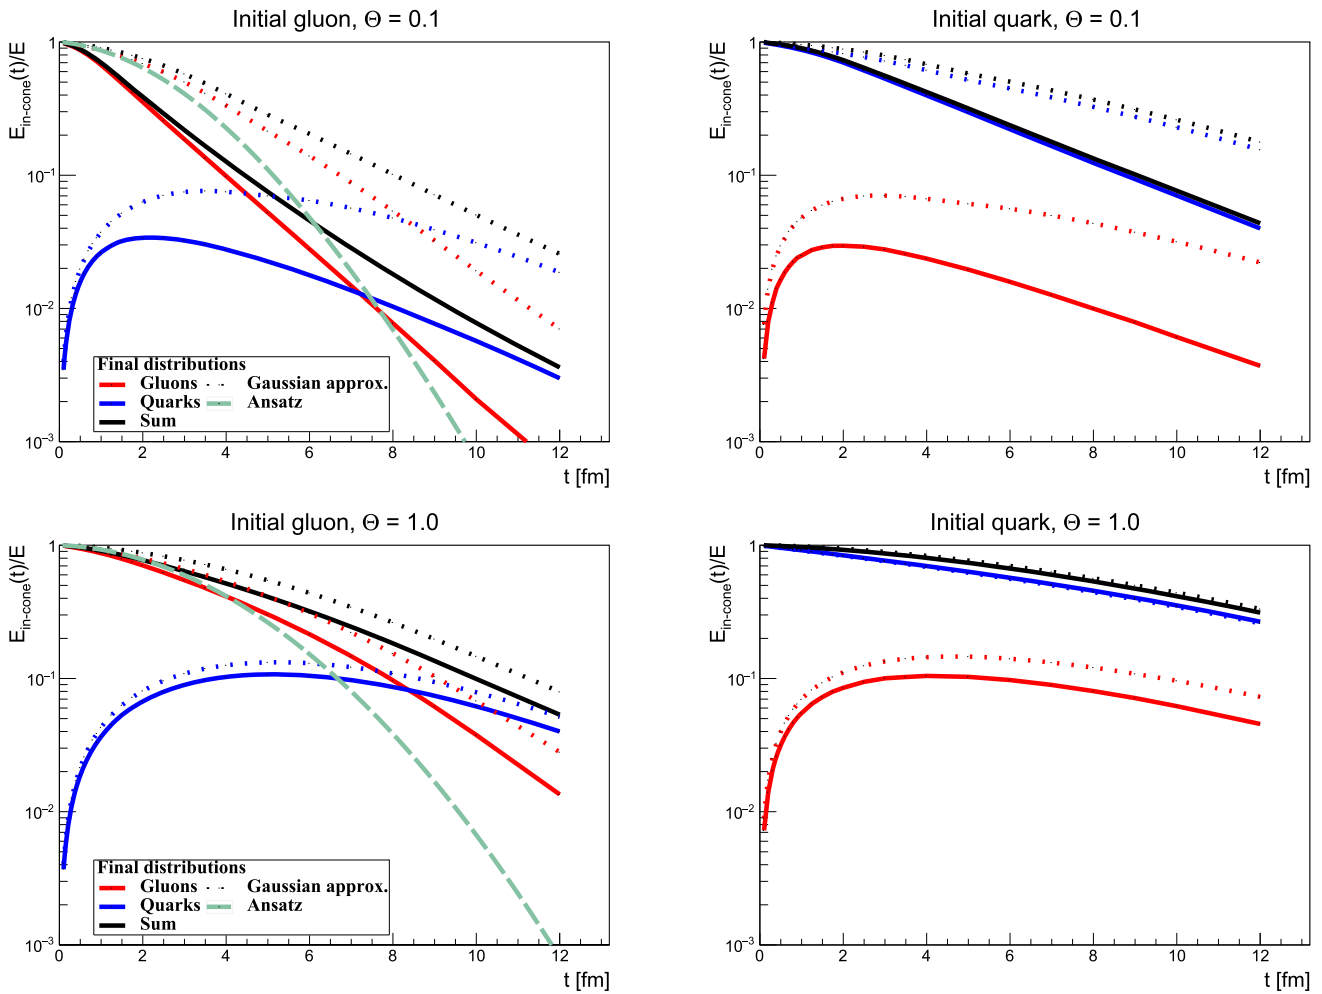 Initial gluon, Θ = 0.1
E_in-cone(t)/E
1
10⁻¹
10⁻²
10⁻³
Final distributions
Gluons Gaussian approx.
Quarks Ansatz
Sum
0 2 4 6 8 10 12
t [fm]
Initial quark, Θ = 0.1
E_in-cone(t)/E
1
10⁻¹
10⁻²
10⁻³
0 2 4 6 8 10 12
t [fm]
Initial gluon, Θ = 1.0
E_in-cone(t)/E
1
10⁻¹
10⁻²
10⁻³
Final distributions
Gluons Gaussian approx.
Quarks Ansatz
Sum
0 2 4 6 8 10 12
t [fm]
Initial quark, Θ = 1.0
E_in-cone(t)/E
1
10⁻¹
10⁻²
10⁻³
0 2 4 6 8 10 12
t [fm]